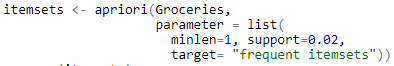 itemsets <- apriori(Groceries,
parameter = list(
minlen=1, support=0.02,
target= "frequent itemsets"))